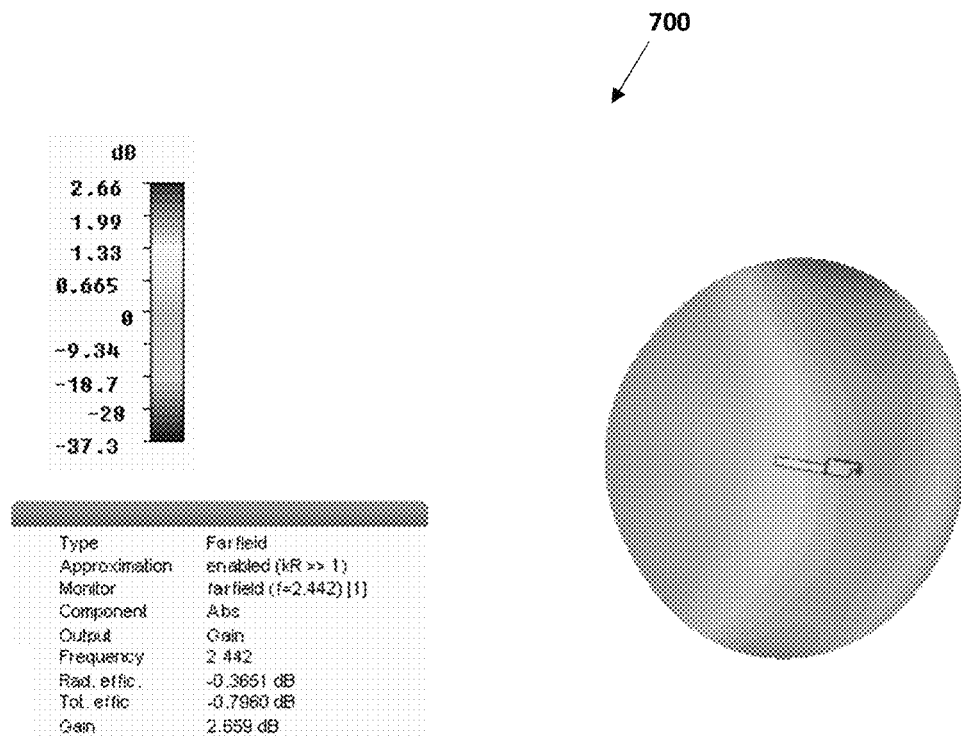 700
dB
2.66
1.99
1.33
0.665
0
-9.34
-18.7
-28
-37.3
Type Farfield
Approximation enabled (kR >> 1)
Monitor farfield (f=2.442) [1]
Component Abs
Output Gain
Frequency 2.442
Rad. effic. -0.3651 dB
Tot. effic -0.7960 dB
Gain 2.659 dB